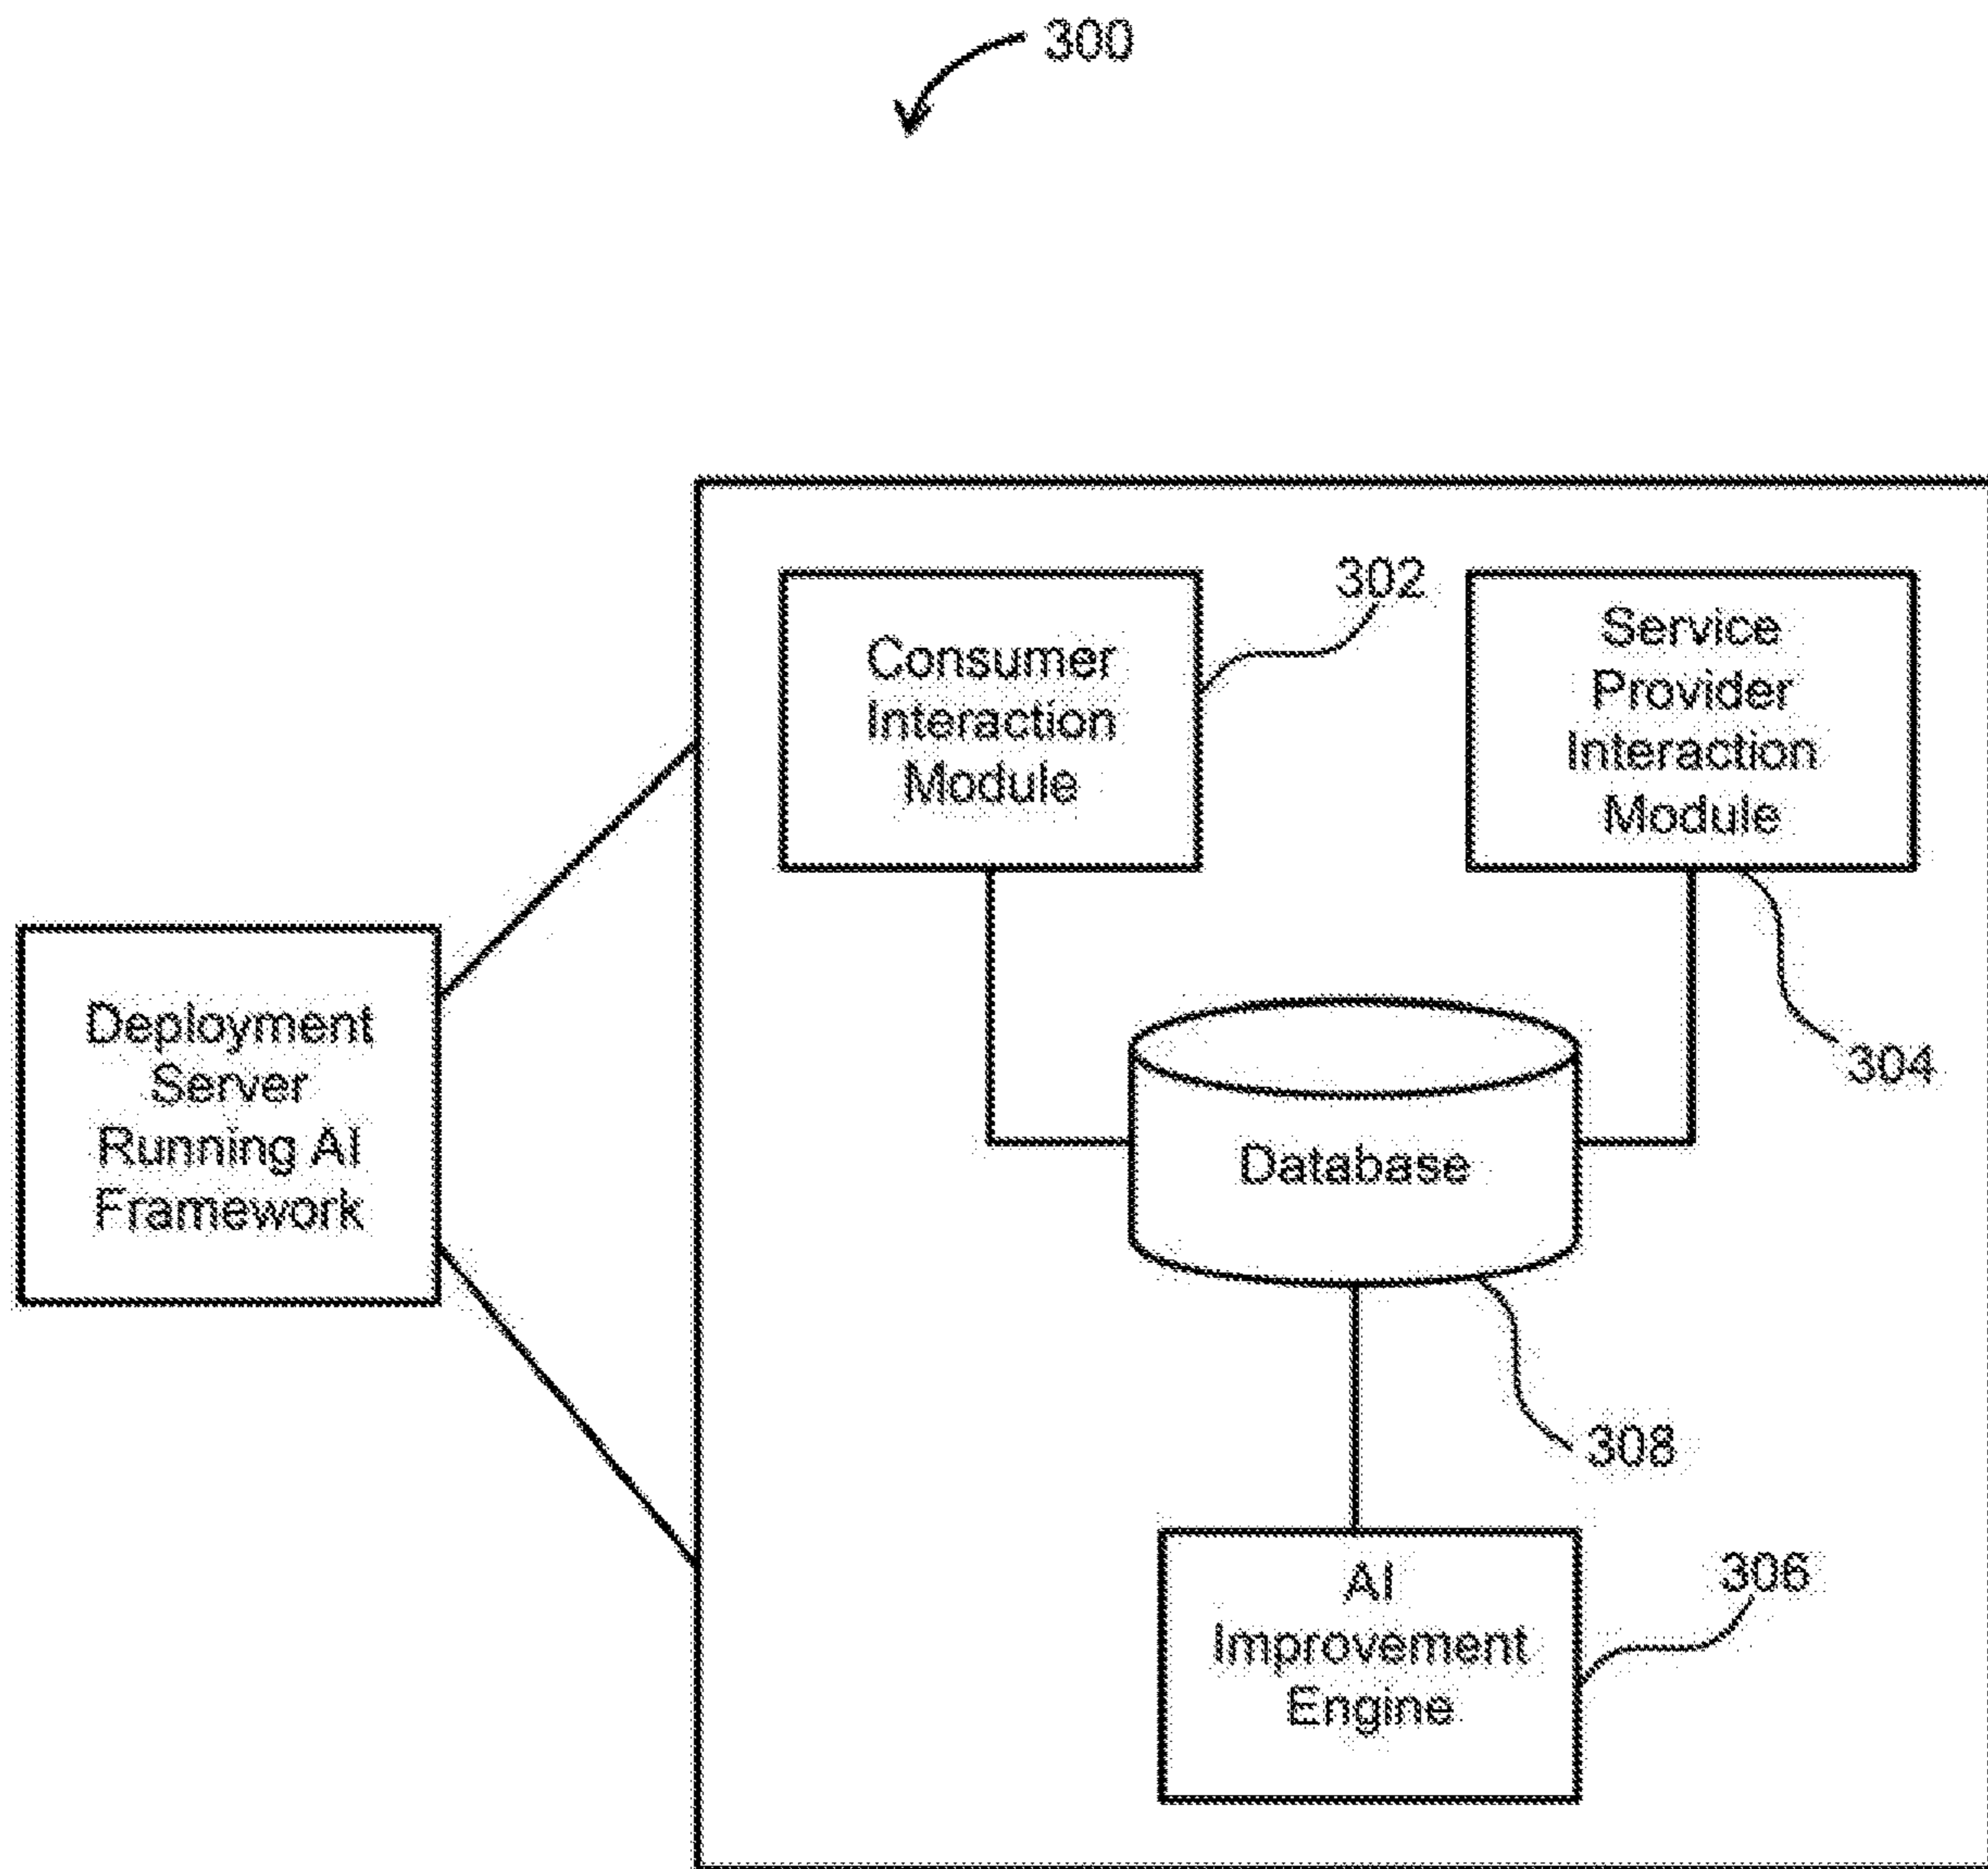 300
302
Consumer
Interaction
Module
Service
Provider
Interaction
Module
304
Deployment
Server
Running AI
Framework
Database
308
AI
Improvement
Engine
306